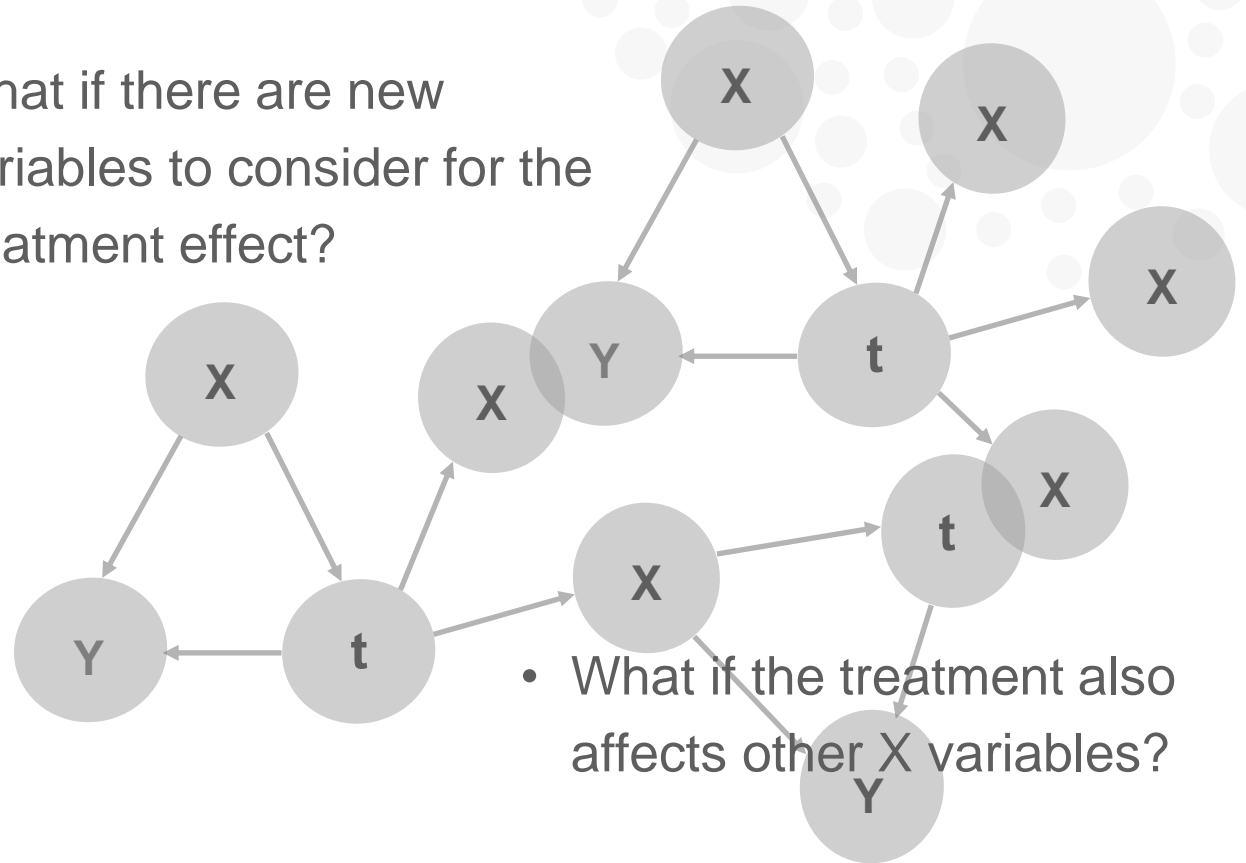 hat if there are new
riables to consider for the
eatment effect?
X
X
X
X
X
Y
t
X
t
X
Y
t
• What if the treatment also
affects other X variables?
Y